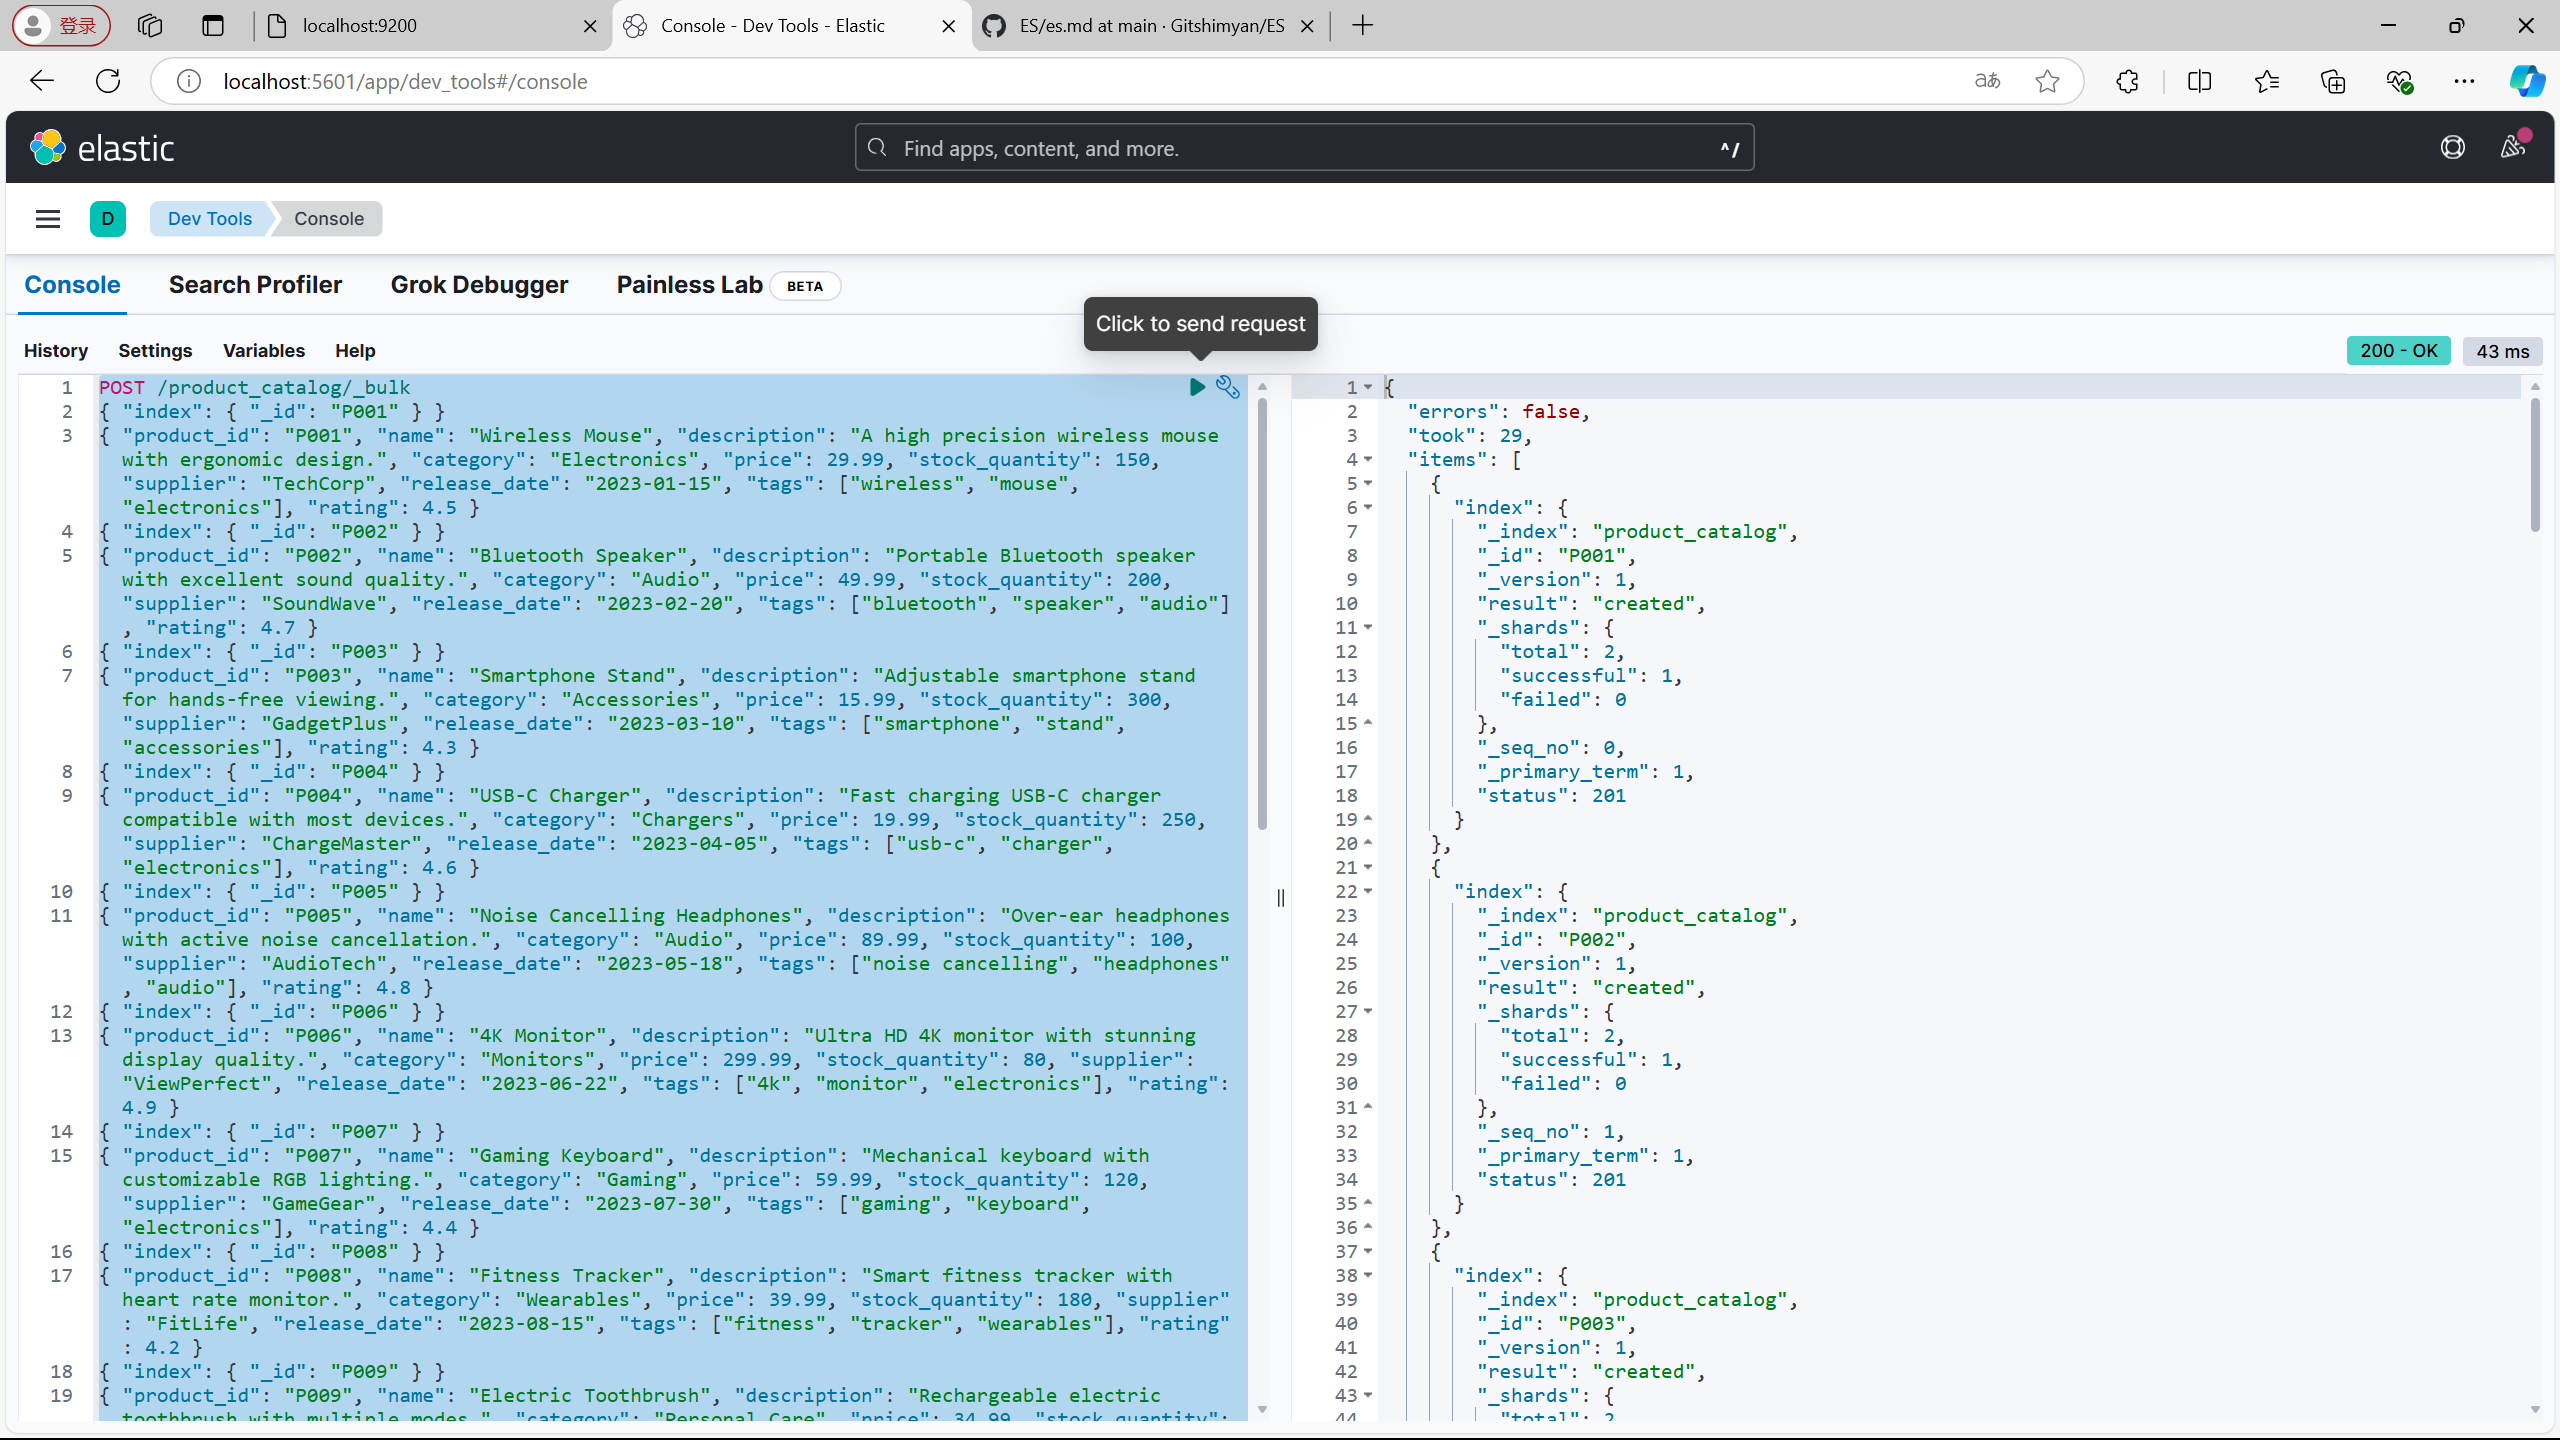 登录
localhost:9200
Console - Dev Tools - Elastic
ES/es.md at main · Gitshimyan/ES
localhost:5601/app/dev_tools#/console
aあ
elastic
Find apps, content, and more.
^ /
D
Dev Tools
Console
Console
Search Profiler
Grok Debugger
Painless Lab
BETA
Click to send request
History
Settings
Variables
Help
200 - OK
43 ms
1 POST /product_catalog/_bulk
2 { "index": { "_id": "P001" } }
3 { "product_id": "P001", "name": "Wireless Mouse", "description": "A high precision wireless mouse
with ergonomic design.", "category": "Electronics", "price": 29.99, "stock_quantity": 150,
"supplier": "TechCorp", "release_date": "2023-01-15", "tags": ["wireless", "mouse",
"electronics"], "rating": 4.5 }
4 { "index": { "_id": "P002" } }
5 { "product_id": "P002", "name": "Bluetooth Speaker", "description": "Portable Bluetooth speaker
with excellent sound quality.", "category": "Audio", "price": 49.99, "stock_quantity": 200,
"supplier": "SoundWave", "release_date": "2023-02-20", "tags": ["bluetooth", "speaker", "audio"]
, "rating": 4.7 }
6 { "index": { "_id": "P003" } }
7 { "product_id": "P003", "name": "Smartphone Stand", "description": "Adjustable smartphone stand
for hands-free viewing.", "category": "Accessories", "price": 15.99, "stock_quantity": 300,
"supplier": "GadgetPlus", "release_date": "2023-03-10", "tags": ["smartphone", "stand",
"accessories"], "rating": 4.3 }
8 { "index": { "_id": "P004" } }
9 { "product_id": "P004", "name": "USB-C Charger", "description": "Fast charging USB-C charger
compatible with most devices.", "category": "Chargers", "price": 19.99, "stock_quantity": 250,
"supplier": "ChargeMaster", "release_date": "2023-04-05", "tags": ["usb-c", "charger",
"electronics"], "rating": 4.6 }
10 { "index": { "_id": "P005" } }
11 { "product_id": "P005", "name": "Noise Cancelling Headphones", "description": "Over-ear headphones
with active noise cancellation.", "category": "Audio", "price": 89.99, "stock_quantity": 100,
"supplier": "AudioTech", "release_date": "2023-05-18", "tags": ["noise cancelling", "headphones"
, "audio"], "rating": 4.8 }
12 { "index": { "_id": "P006" } }
13 { "product_id": "P006", "name": "4K Monitor", "description": "Ultra HD 4K monitor with stunning
display quality.", "category": "Monitors", "price": 299.99, "stock_quantity": 80, "supplier":
"ViewPerfect", "release_date": "2023-06-22", "tags": ["4k", "monitor", "electronics"], "rating":
4.9 }
14 { "index": { "_id": "P007" } }
15 { "product_id": "P007", "name": "Gaming Keyboard", "description": "Mechanical keyboard with
customizable RGB lighting.", "category": "Gaming", "price": 59.99, "stock_quantity": 120,
"supplier": "GameGear", "release_date": "2023-07-30", "tags": ["gaming", "keyboard",
"electronics"], "rating": 4.4 }
16 { "index": { "_id": "P008" } }
17 { "product_id": "P008", "name": "Fitness Tracker", "description": "Smart fitness tracker with
heart rate monitor.", "category": "Wearables", "price": 39.99, "stock_quantity": 180, "supplier"
: "FitLife", "release_date": "2023-08-15", "tags": ["fitness", "tracker", "wearables"], "rating"
: 4.2 }
18 { "index": { "_id": "P009" } }
19 { "product_id": "P009", "name": "Electric Toothbrush", "description": "Rechargeable electric
toothbrush with multiple modes.", "category": "Personal Care", "price": 34.99, "stock_quantity":
1 {
2 "errors": false,
3 "took": 29,
4 "items": [
5 {
6 "index": {
7 "_index": "product_catalog",
8 "_id": "P001",
9 "_version": 1,
10 "result": "created",
11 "_shards": {
12 "total": 2,
13 "successful": 1,
14 "failed": 0
15 },
16 "_seq_no": 0,
17 "_primary_term": 1,
18 "status": 201
19 }
20 },
21 {
22 "index": {
23 "_index": "product_catalog",
24 "_id": "P002",
25 "_version": 1,
26 "result": "created",
27 "_shards": {
28 "total": 2,
29 "successful": 1,
30 "failed": 0
31 },
32 "_seq_no": 1,
33 "_primary_term": 1,
34 "status": 201
35 }
36 },
37 {
38 "index": {
39 "_index": "product_catalog",
40 "_id": "P003",
41 "_version": 1,
42 "result": "created",
43 "_shards": {
44 "total": 2